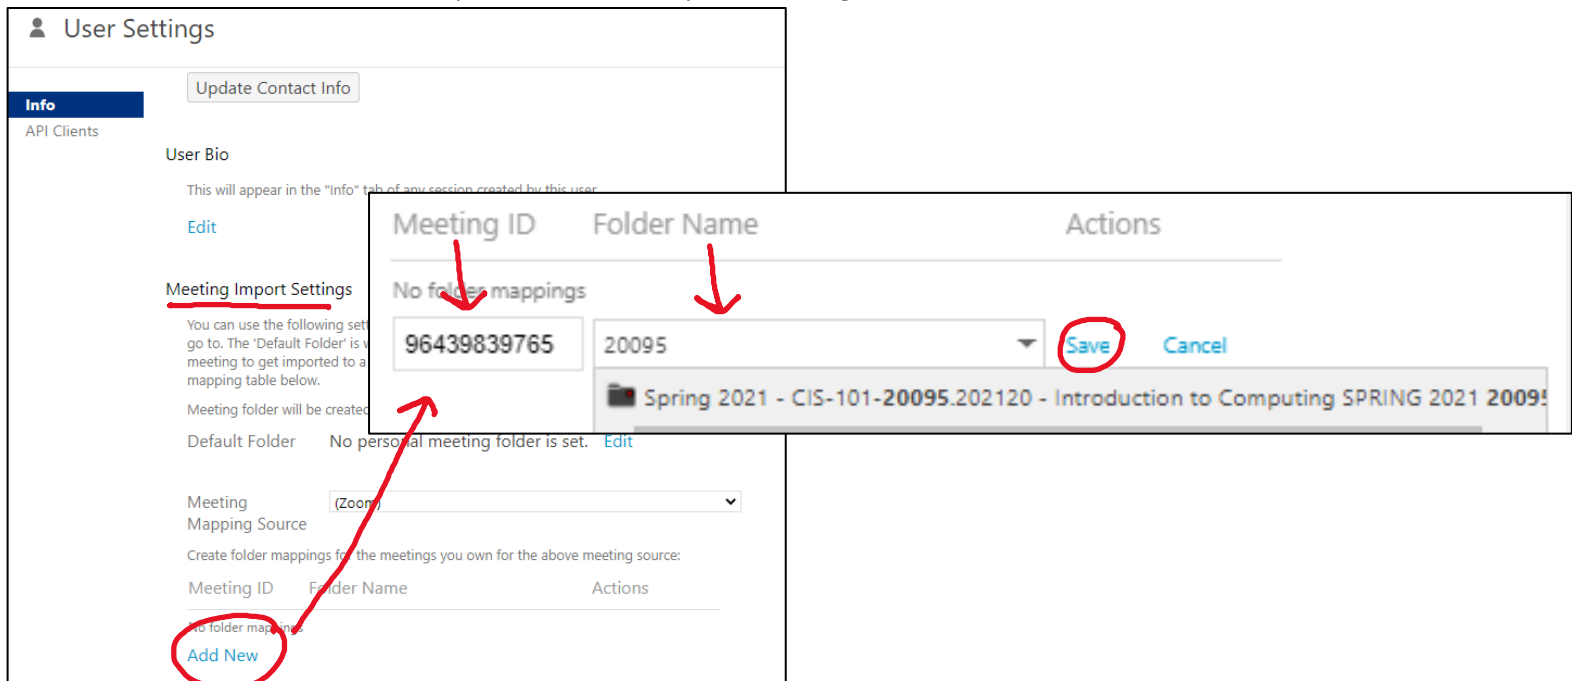 User Settings
Update Contact Info
Info
API Clients
User Bio
This will appear in the "Info" tab of any session created by this user
Edit
Meeting Import Settings
You can use the following sett
go to. The 'Default Folder' is
meeting to get imported to a
mapping table below.
Meeting folder will be created
Default Folder No personal meeting folder is set. Edit
Meeting
Mapping Source
(Zoom)
Create folder mappings for the meetings you own for the above meeting source:
Meeting ID Folder Name Actions
No folder mappings
Add New
Meeting ID Folder Name Actions
No folder mappings
96439839765 20095 Save Cancel
Spring 2021 - CIS-101-20095.202120 - Introduction to Computing SPRING 2021 20095